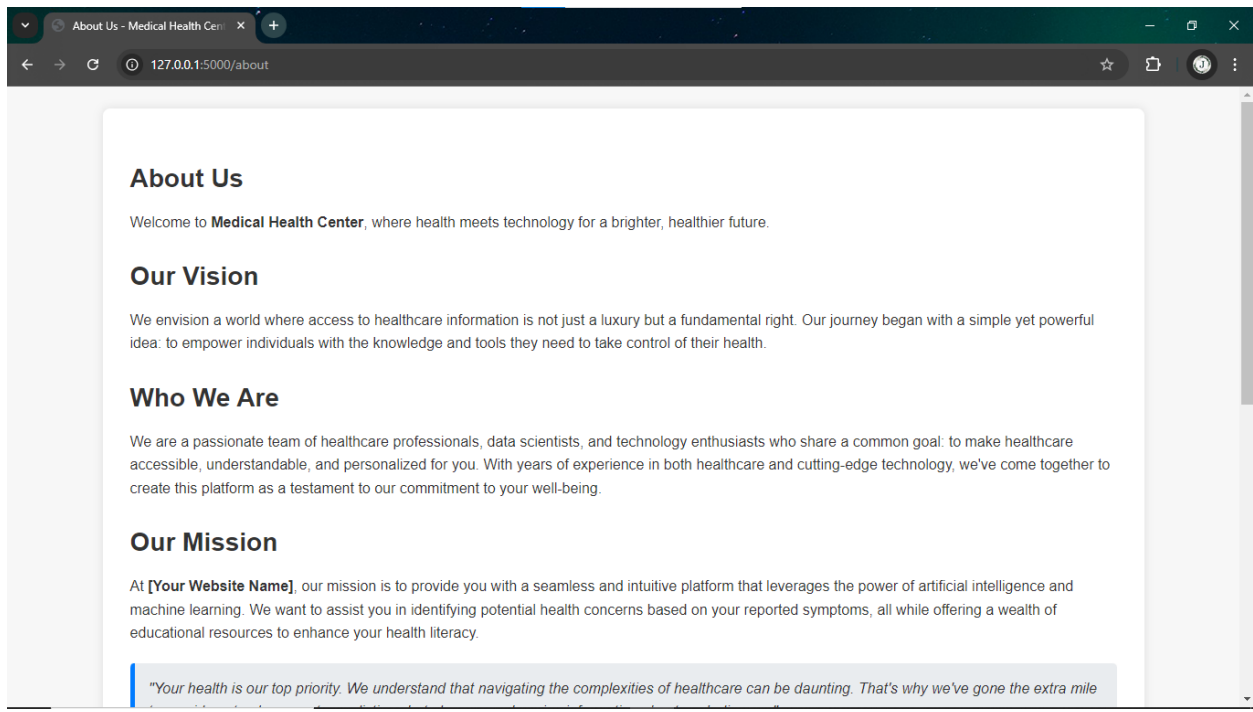 About Us - Medical Health Cen
127.0.0.1:5000/about
About Us
Welcome to Medical Health Center, where health meets technology for a brighter, healthier future.
Our Vision
We envision a world where access to healthcare information is not just a luxury but a fundamental right. Our journey began with a simple yet powerful
idea: to empower individuals with the knowledge and tools they need to take control of their health.
Who We Are
We are a passionate team of healthcare professionals, data scientists, and technology enthusiasts who share a common goal: to make healthcare
accessible, understandable, and personalized for you. With years of experience in both healthcare and cutting-edge technology, we've come together to
create this platform as a testament to our commitment to your well-being.
Our Mission
At [Your Website Name], our mission is to provide you with a seamless and intuitive platform that leverages the power of artificial intelligence and
machine learning. We want to assist you in identifying potential health concerns based on your reported symptoms, all while offering a wealth of
educational resources to enhance your health literacy.
"Your health is our top priority. We understand that navigating the complexities of healthcare can be daunting. That's why we've gone the extra mile